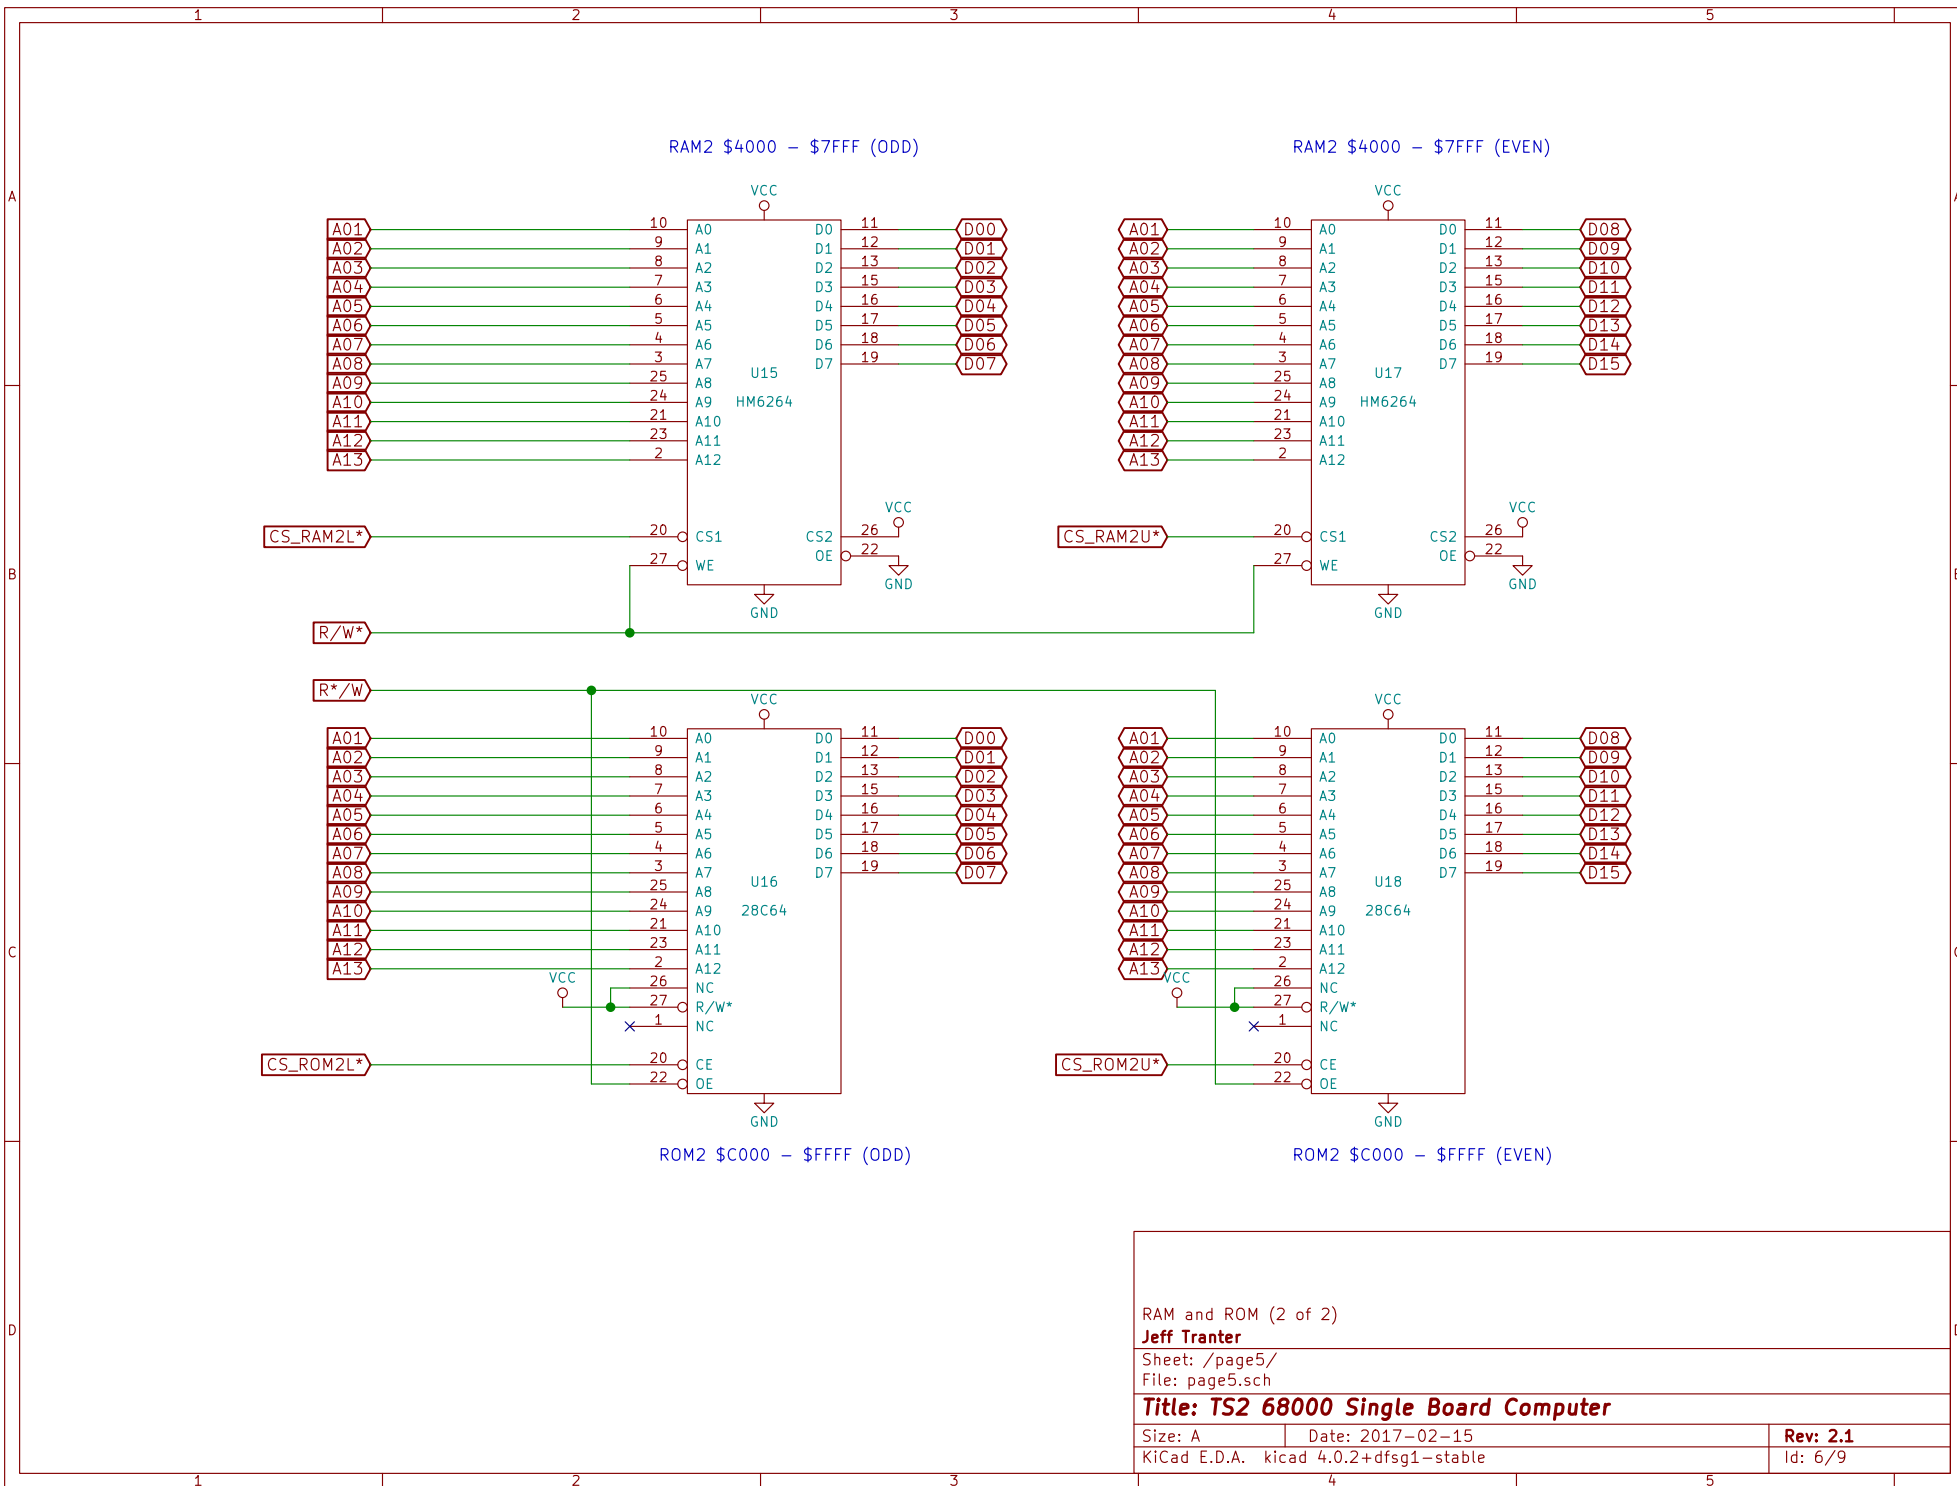 1 2 3 4 5
RAM2 $4000 – $7FFF (ODD) RAM2 $4000 – $7FFF (EVEN)
A A
VCC VCC
A01 10 A0 D0 11 D00 A01 10 A0 D0 11 D08
A02 9 A1 D1 12 D01 A02 9 A1 D1 12 D09
A03 8 A2 D2 13 D02 A03 8 A2 D2 13 D10
A04 7 A3 D3 15 D03 A04 7 A3 D3 15 D11
A05 6 A4 D4 16 D04 A05 6 A4 D4 16 D12
A06 5 A5 D5 17 D05 A06 5 A5 D5 17 D13
A07 4 A6 D6 18 D06 A07 4 A6 D6 18 D14
A08 3 A7 D7 19 D07 A08 3 A7 D7 19 D15
U15 U17
A09 25 A8 A09 25 A8
A10 24 A9 HM6264 A10 24 A9 HM6264
A11 21 A10 A11 21 A10
A12 23 A11 A12 23 A11
A13 2 A12 A13 2 A12
VCC VCC
CS_RAM2L* 20 CS1 CS2 26 CS_RAM2U* 20 CS1 CS2 26
OE 22 OE 22
27 WE 27 WE
B
GND GND
GND GND
R/W*
R*/W
VCC VCC
A01 10 A0 D0 11 D00 A01 10 A0 D0 11 D08
A02 9 A1 D1 12 D01 A02 9 A1 D1 12 D09
A03 8 A2 D2 13 D02 A03 8 A2 D2 13 D10
A04 7 A3 D3 15 D03 A04 7 A3 D3 15 D11
A05 6 A4 D4 16 D04 A05 6 A4 D4 16 D12
A06 5 A5 D5 17 D05 A06 5 A5 D5 17 D13
A07 4 A6 D6 18 D06 A07 4 A6 D6 18 D14
A08 3 A7 D7 19 D07 A08 3 A7 D7 19 D15
U16 U18
A09 25 A8 A09 25 A8
A10 24 A9 28C64 A10 24 A9 28C64
A11 21 A10 A11 21 A10
C A12 23 A11 A12 23 A11
A13 2 A12 A13 2 A12
VCC VCC
26 NC 26 NC
27 R/W* 27 R/W*
1 NC 1 NC
CS_ROM2L* 20 CE CS_ROM2U* 20 CE
22 OE 22 OE
GND GND
ROM2 $C000 – $FFFF (ODD) ROM2 $C000 – $FFFF (EVEN)
RAM and ROM (2 of 2)
D
Jeff Tranter
Sheet: /page5/
File: page5.sch
Title: TS2 68000 Single Board Computer
Size: A Date: 2017–02–15 Rev: 2.1
KiCad E.D.A. kicad 4.0.2+dfsg1–stable Id: 6/9
1 2 3 4 5